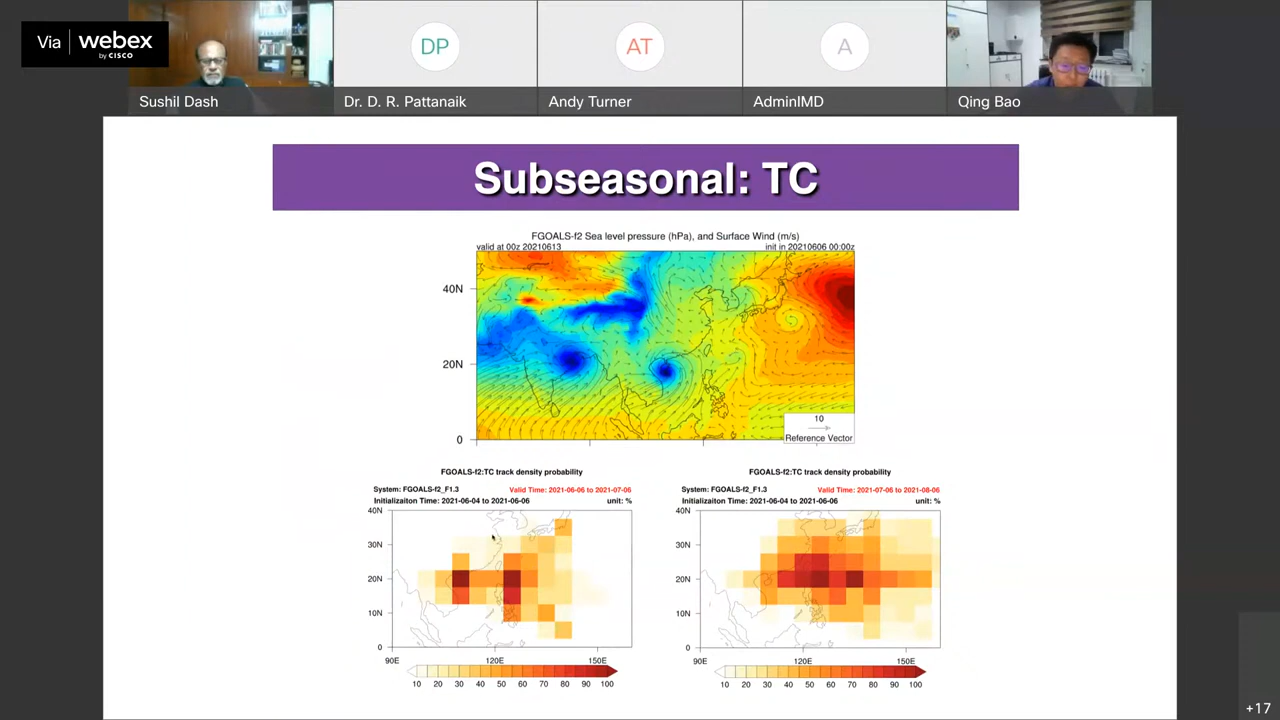 Via webex
by CISCO
DP
AT
A
Sushil Dash
Dr. D. R. Pattanaik
Andy Turner
AdminIMD
Qing Bao
Subseasonal: TC
FGOALS-f2 Sea level pressure (hPa), and Surface Wind (m/s)
valid at 00z 20210613
init in 20210606 00:00z
40N
20N
0
10
Reference Vector
FGOALS-f2:TC track density probability
System: FGOALS-f2_F1.3
Valid Time: 2021-06-06 to 2021-07-06
Initializaiton Time: 2021-06-04 to 2021-06-06
unit: %
40N
30N
20N
10N
0
90E 120E 150E
10 20 30 40 50 60 70 80 90 100
FGOALS-f2:TC track density probability
System: FGOALS-f2_F1.3
Valid Time: 2021-07-06 to 2021-08-06
Initializaiton Time: 2021-06-04 to 2021-06-06
unit: %
40N
30N
20N
10N
0
90E 120E 150E
10 20 30 40 50 60 70 80 90 100
+17